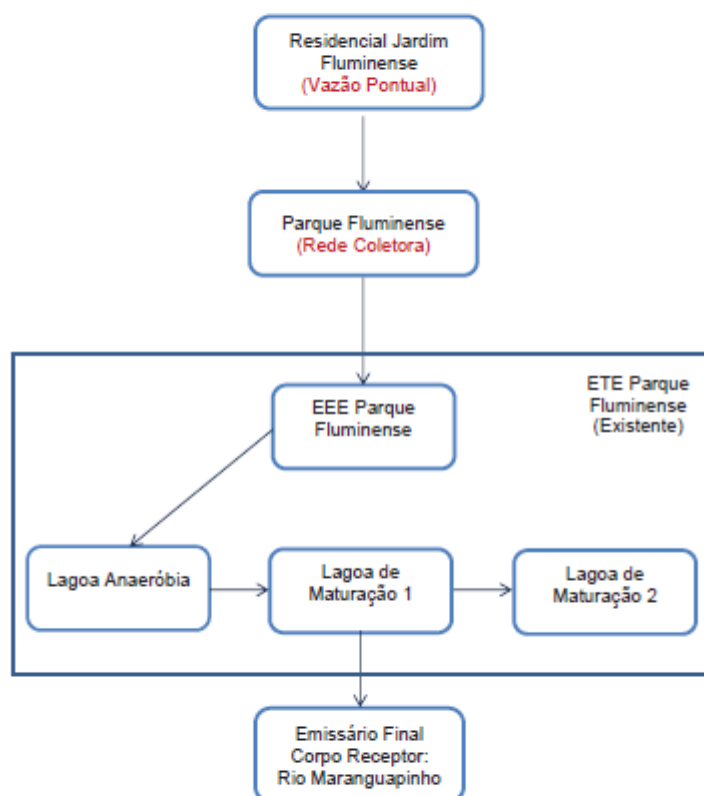 Residencial Jardim
Fluminense
(Vazão Pontual)
Parque Fluminense
(Rede Coletora)
ETE Parque
Fluminense
(Existente)
EEE Parque
Fluminense
Lagoa Anaeróbia
Lagoa de
Maturação 1
Lagoa de
Maturação 2
Emissário Final
Corpo Receptor:
Rio Maranguapinho